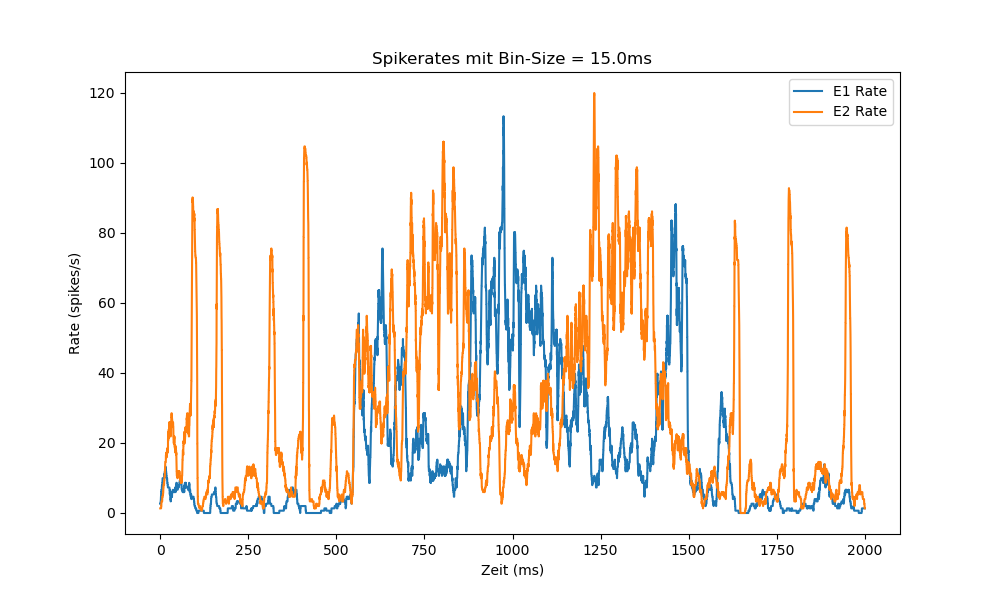 Spikerates mit Bin-Size = 15.0ms
E1 Rate
E2 Rate
120
100
80
60
40
20
0
Rate (spikes/s)
0 250 500 750 1000 1250 1500 1750 2000
Zeit (ms)